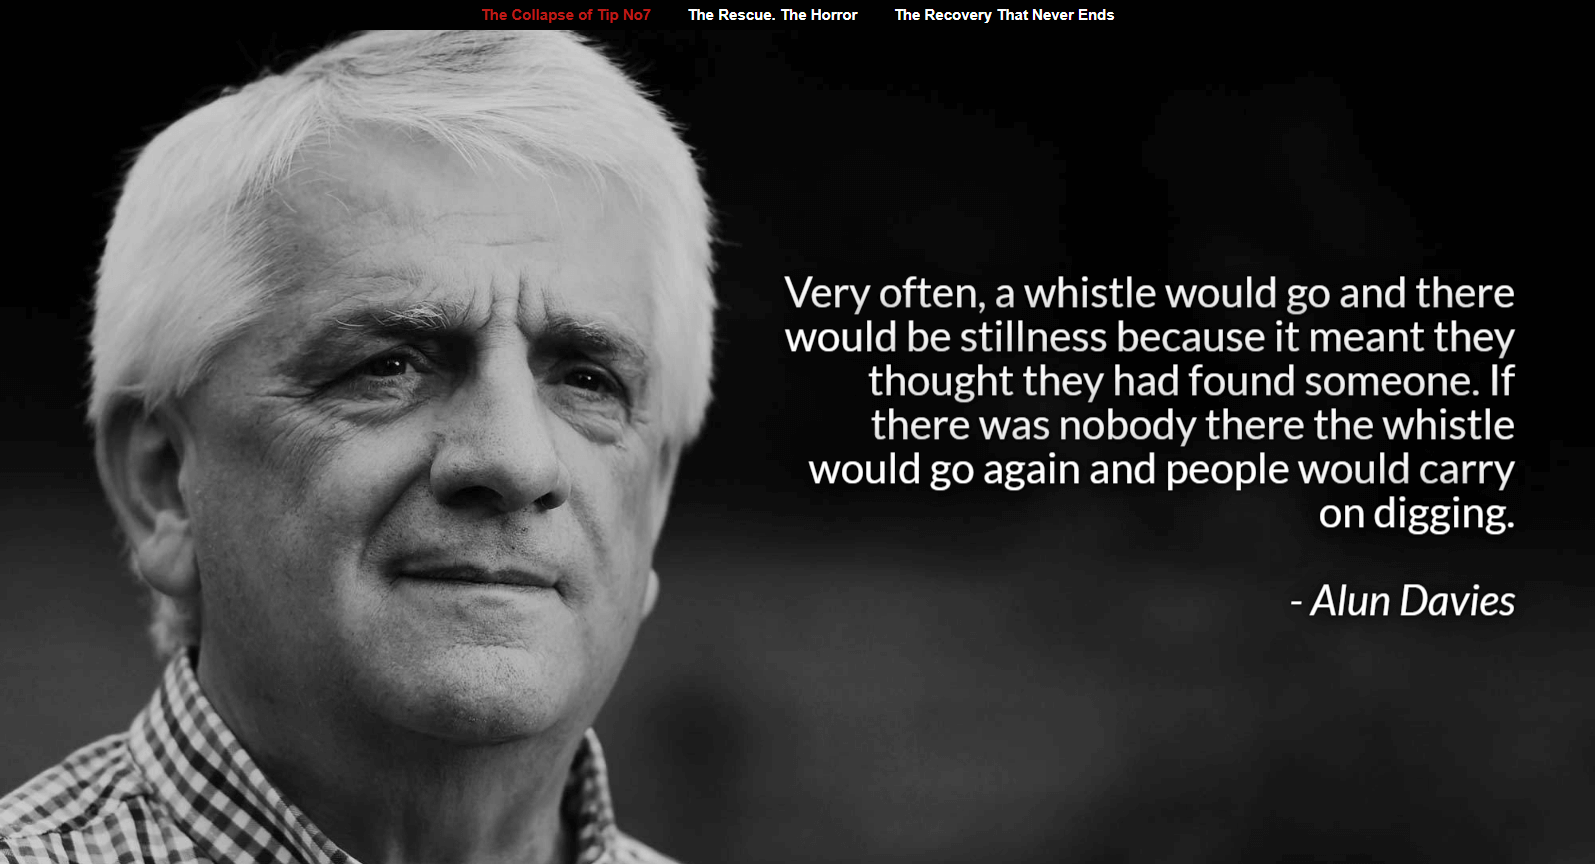 The Collapse of Tip No7 The Rescue. The Horror The Recovery That Never Ends
Very often, a whistle would go and there
would be stillness because it meant they
thought they had found someone. If
there was nobody there the whistle
would go again and people would carry
on digging.
- Alun Davies